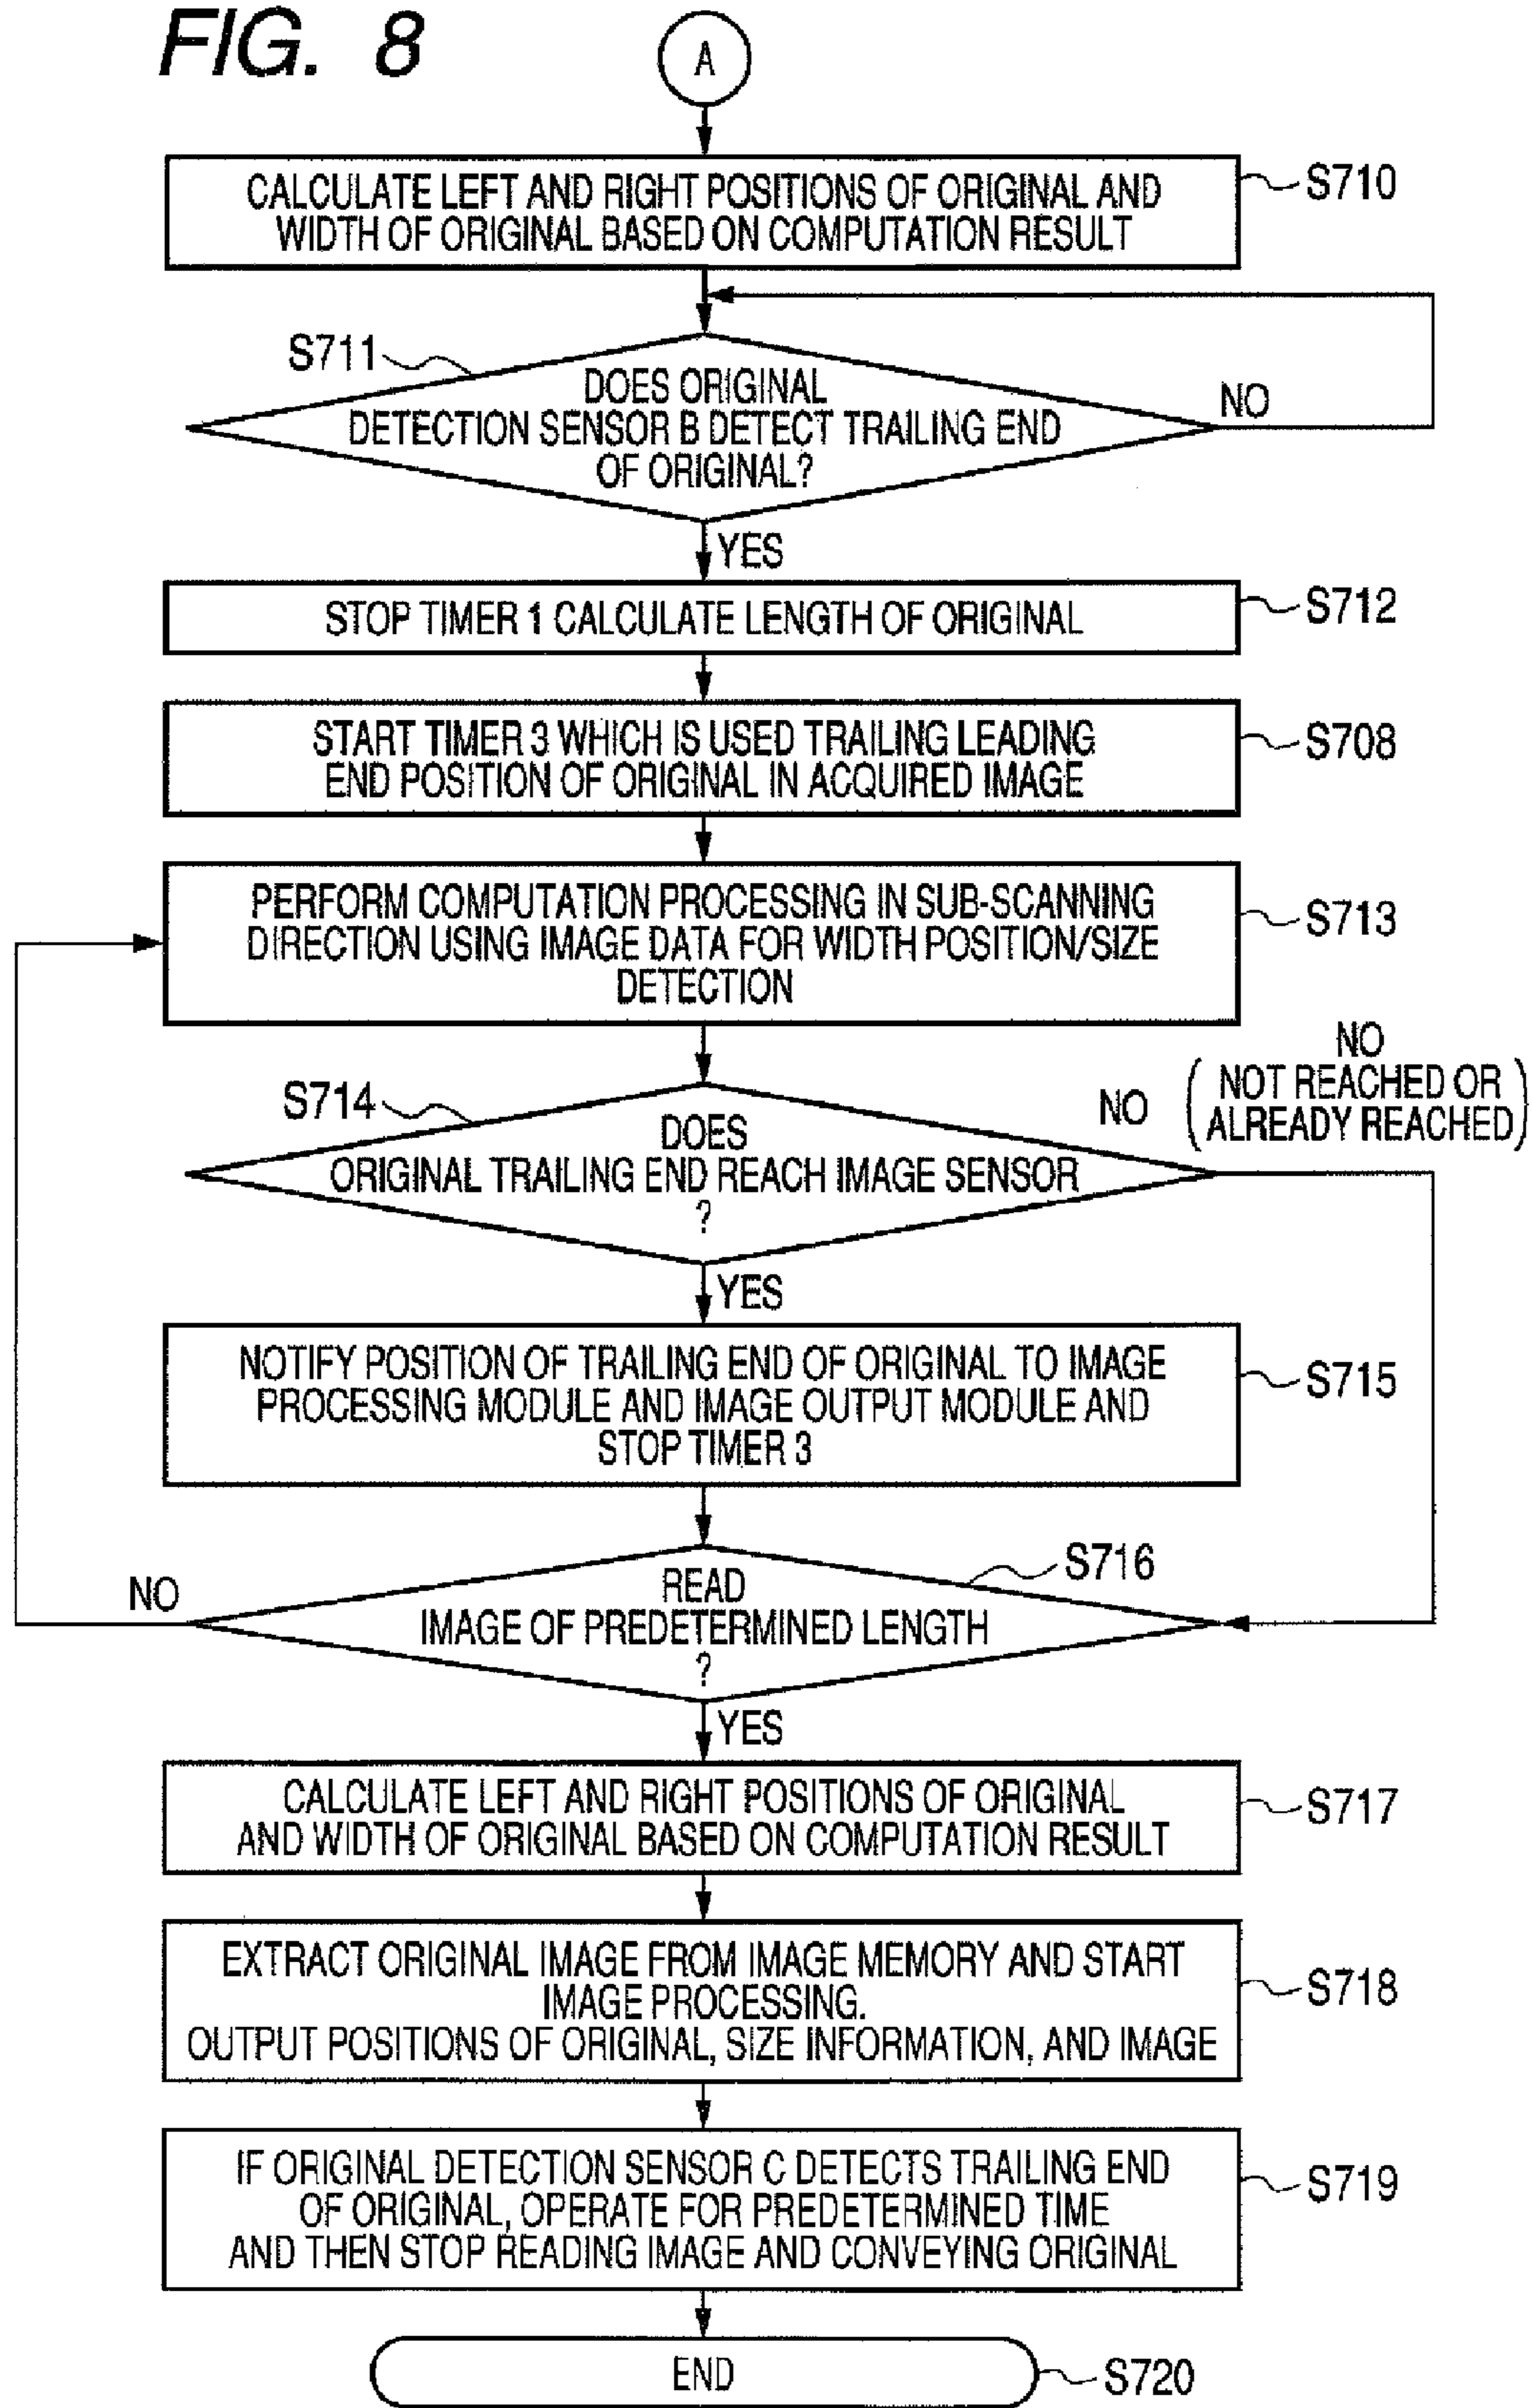 FIG. 8
A
CALCULATE LEFT AND RIGHT POSITIONS OF ORIGINAL AND
WIDTH OF ORIGINAL BASED ON COMPUTATION RESULT
S710
S711
DOES ORIGINAL
DETECTION SENSOR B DETECT TRAILING END
OF ORIGINAL?
NO
YES
STOP TIMER 1 CALCULATE LENGTH OF ORIGINAL
S712
START TIMER 3 WHICH IS USED TRAILING LEADING
END POSITION OF ORIGINAL IN ACQUIRED IMAGE
S708
PERFORM COMPUTATION PROCESSING IN SUB-SCANNING
DIRECTION USING IMAGE DATA FOR WIDTH POSITION/SIZE
DETECTION
S713
S714
DOES
ORIGINAL TRAILING END REACH IMAGE SENSOR
?
NO
NO
(NOT REACHED OR
ALREADY REACHED)
YES
NOTIFY POSITION OF TRAILING END OF ORIGINAL TO IMAGE
PROCESSING MODULE AND IMAGE OUTPUT MODULE AND
STOP TIMER 3
S715
S716
READ
IMAGE OF PREDETERMINED LENGTH
?
NO
YES
CALCULATE LEFT AND RIGHT POSITIONS OF ORIGINAL
AND WIDTH OF ORIGINAL BASED ON COMPUTATION RESULT
S717
EXTRACT ORIGINAL IMAGE FROM IMAGE MEMORY AND START
IMAGE PROCESSING.
OUTPUT POSITIONS OF ORIGINAL, SIZE INFORMATION, AND IMAGE
S718
IF ORIGINAL DETECTION SENSOR C DETECTS TRAILING END
OF ORIGINAL, OPERATE FOR PREDETERMINED TIME
AND THEN STOP READING IMAGE AND CONVEYING ORIGINAL
S719
END
S720